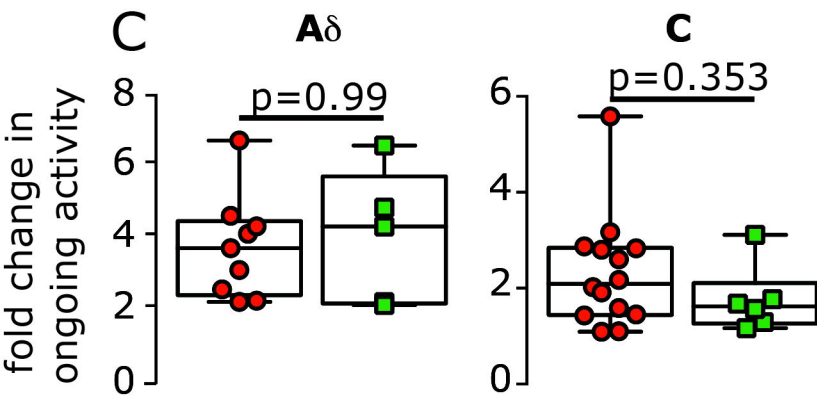 C
Aδ
C
fold change in
ongoing activity
p=0.99
8
6
4
2
0
p=0.353
6
4
2
0